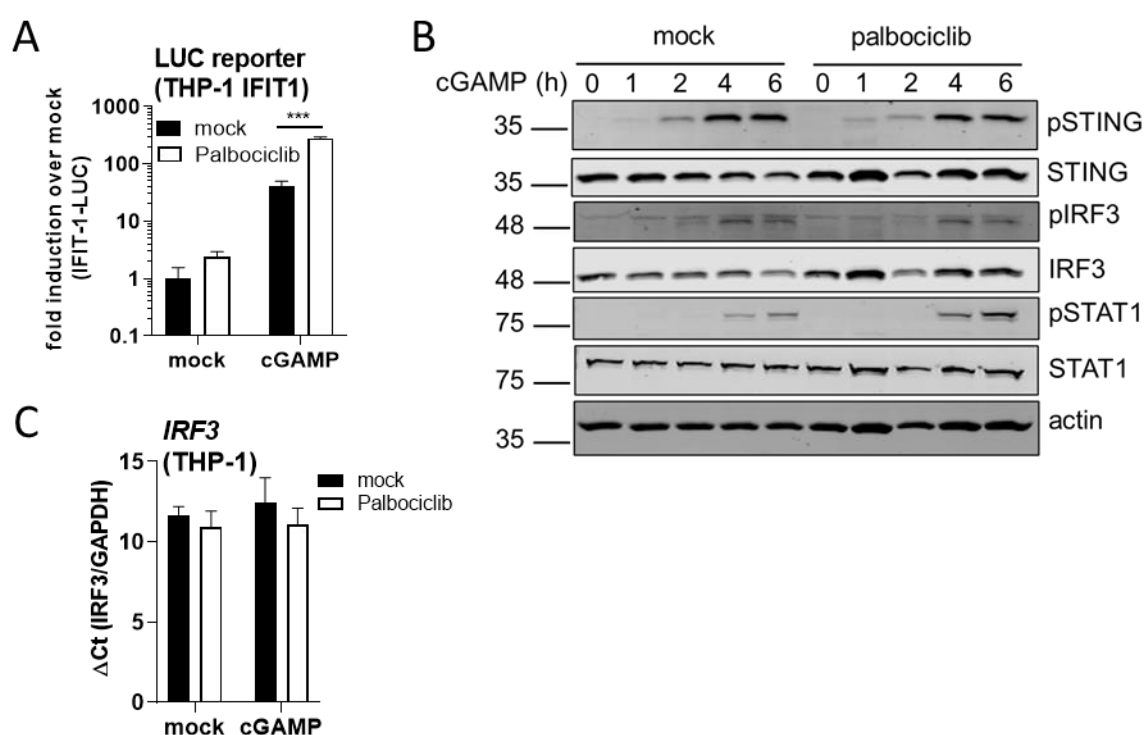 A
LUC reporter
(THP-1 IFIT1)
fold induction over mock
(IFIT-1-LUC)
1000
100
10
1
0.1
mock
Palbociclib
***
mock
cGAMP
B
mock
palbociclib
cGAMP (h)
0 1 2 4 6 0 1 2 4 6
35
pSTING
35
STING
48
pIRF3
48
IRF3
75
pSTAT1
75
STAT1
35
actin
C
IRF3
(THP-1)
ΔCt (IRF3/GAPDH)
15
10
5
0
mock
Palbociclib
mock
cGAMP